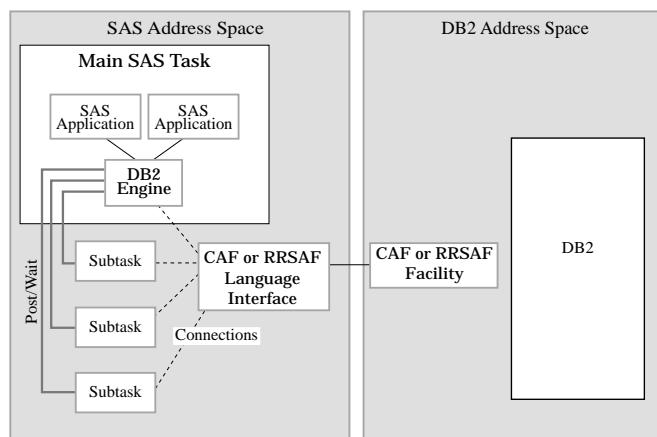 SAS Address Space
DB2 Address Space
Main SAS Task
SAS
Application
SAS
Application
DB2
Engine
Post/Wait
Subtask
Subtask
Subtask
CAF or RRSAF
Language
Interface
Connections
CAF or RRSAF
Facility
DB2